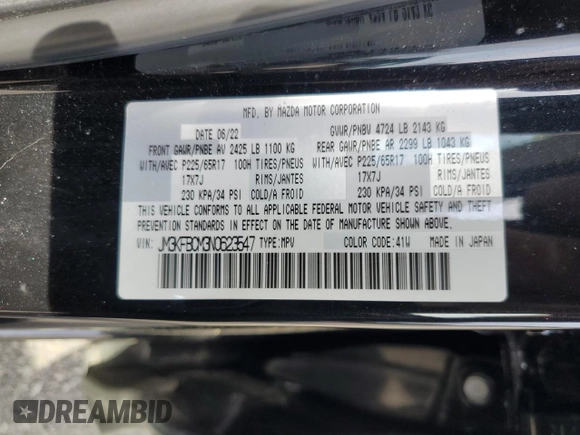 MFD. BY MAZDA MOTOR CORPORATION
DATE 06/22 GVWR/PNBV 4724 LB 2143 KG
FRONT GAWR/PNBE AV 2425 LB 1100 KG REAR GAWR/PNBE AR 2299 LB 1043 KG
WITH/AVEC P225/65R17 100H TIRES/PNEUS WITH/AVEC P225/65R17 100H TIRES/PNEUS
17X7J RIMS/JANTES 17X7J RIMS/JANTES
230 KPA/34 PSI COLD/A FROID 230 KPA/34 PSI COLD/A FROID
THIS VEHICLE CONFORMS TO ALL APPLICABLE FEDERAL MOTOR VEHICLE SAFETY AND THEFT
PREVENTION STANDARDS IN EFFECT ON THE DATE OF MANUFACTURE SHOWN ABOVE.
VIN: JM3KFBCM3N0623547 TYPE:MPV COLOR CODE:41W MADE IN JAPAN
DREAMBID